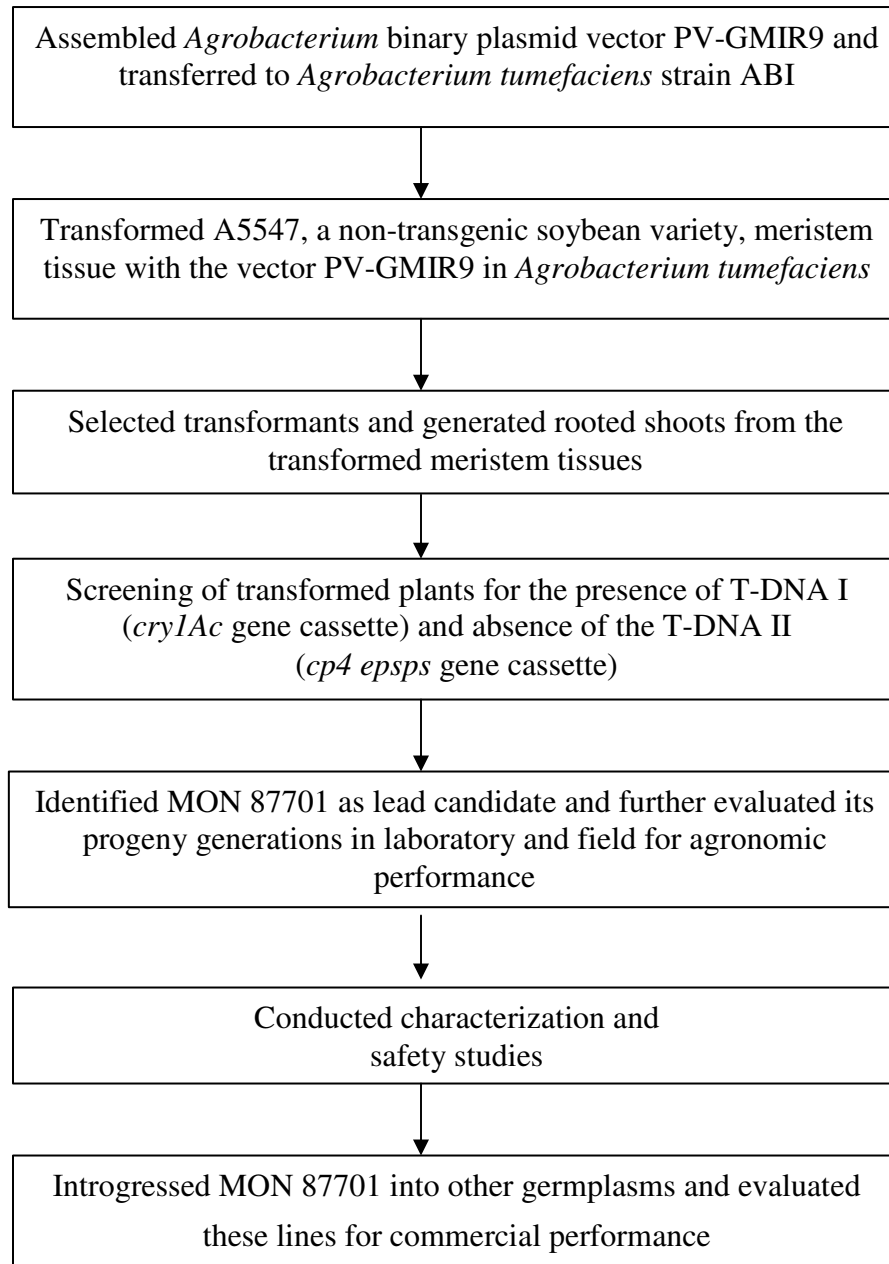 Assembled Agrobacterium binary plasmid vector PV-GMIR9 and
transferred to Agrobacterium tumefaciens strain ABI
Transformed A5547, a non-transgenic soybean variety, meristem
tissue with the vector PV-GMIR9 in Agrobacterium tumefaciens
Selected transformants and generated rooted shoots from the
transformed meristem tissues
Screening of transformed plants for the presence of T-DNA I
(cry1Ac gene cassette) and absence of the T-DNA II
(cp4 epsps gene cassette)
Identified MON 87701 as lead candidate and further evaluated its
progeny generations in laboratory and field for agronomic
performance
Conducted characterization and
safety studies
Introgressed MON 87701 into other germplasms and evaluated
these lines for commercial performance